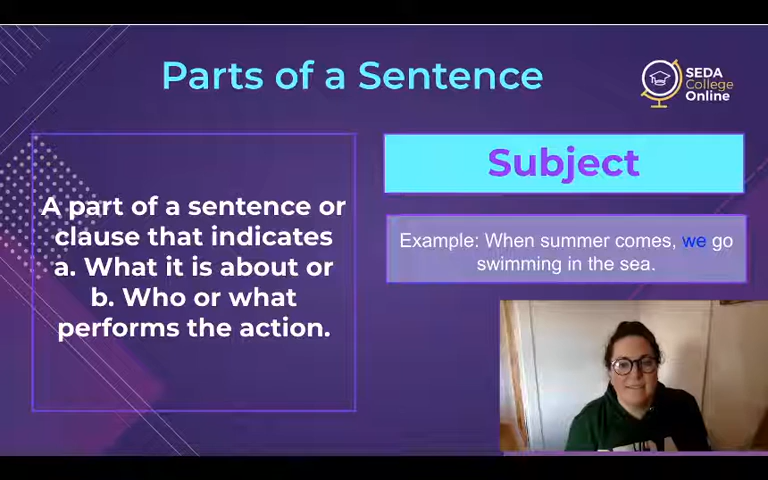 Parts of a Sentence
SEDA
College
Online
A part of a sentence or
clause that indicates
a. What it is about or
b. Who or what
performs the action.
Subject
Example: When summer comes, we go
swimming in the sea.